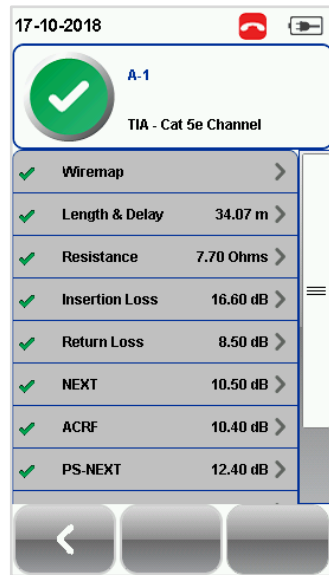 17-10-2018
A-1
TIA - Cat 5e Channel
Wiremap
Length & Delay 34.07 m
Resistance 7.70 Ohms
Insertion Loss 16.60 dB
Return Loss 8.50 dB
NEXT 10.50 dB
ACRF 10.40 dB
PS-NEXT 12.40 dB